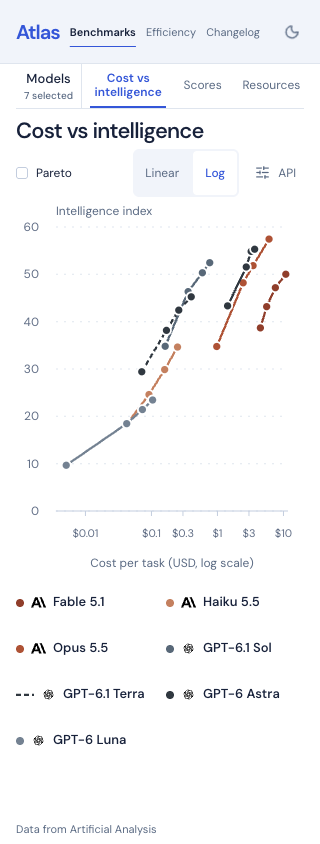 Atlas Benchmarks Efficiency Changelog
Models
7 selected
Cost vs
intelligence
Scores
Resources
Cost vs intelligence
Pareto
Linear Log
API
Intelligence index
60
50
40
30
20
10
0
$0.01 $0.1 $0.3 $1 $3 $10
Cost per task (USD, log scale)
Fable 5.1
Haiku 5.5
Opus 5.5
GPT-6.1 Sol
GPT-6.1 Terra
GPT-6 Astra
GPT-6 Luna
Data from Artificial Analysis